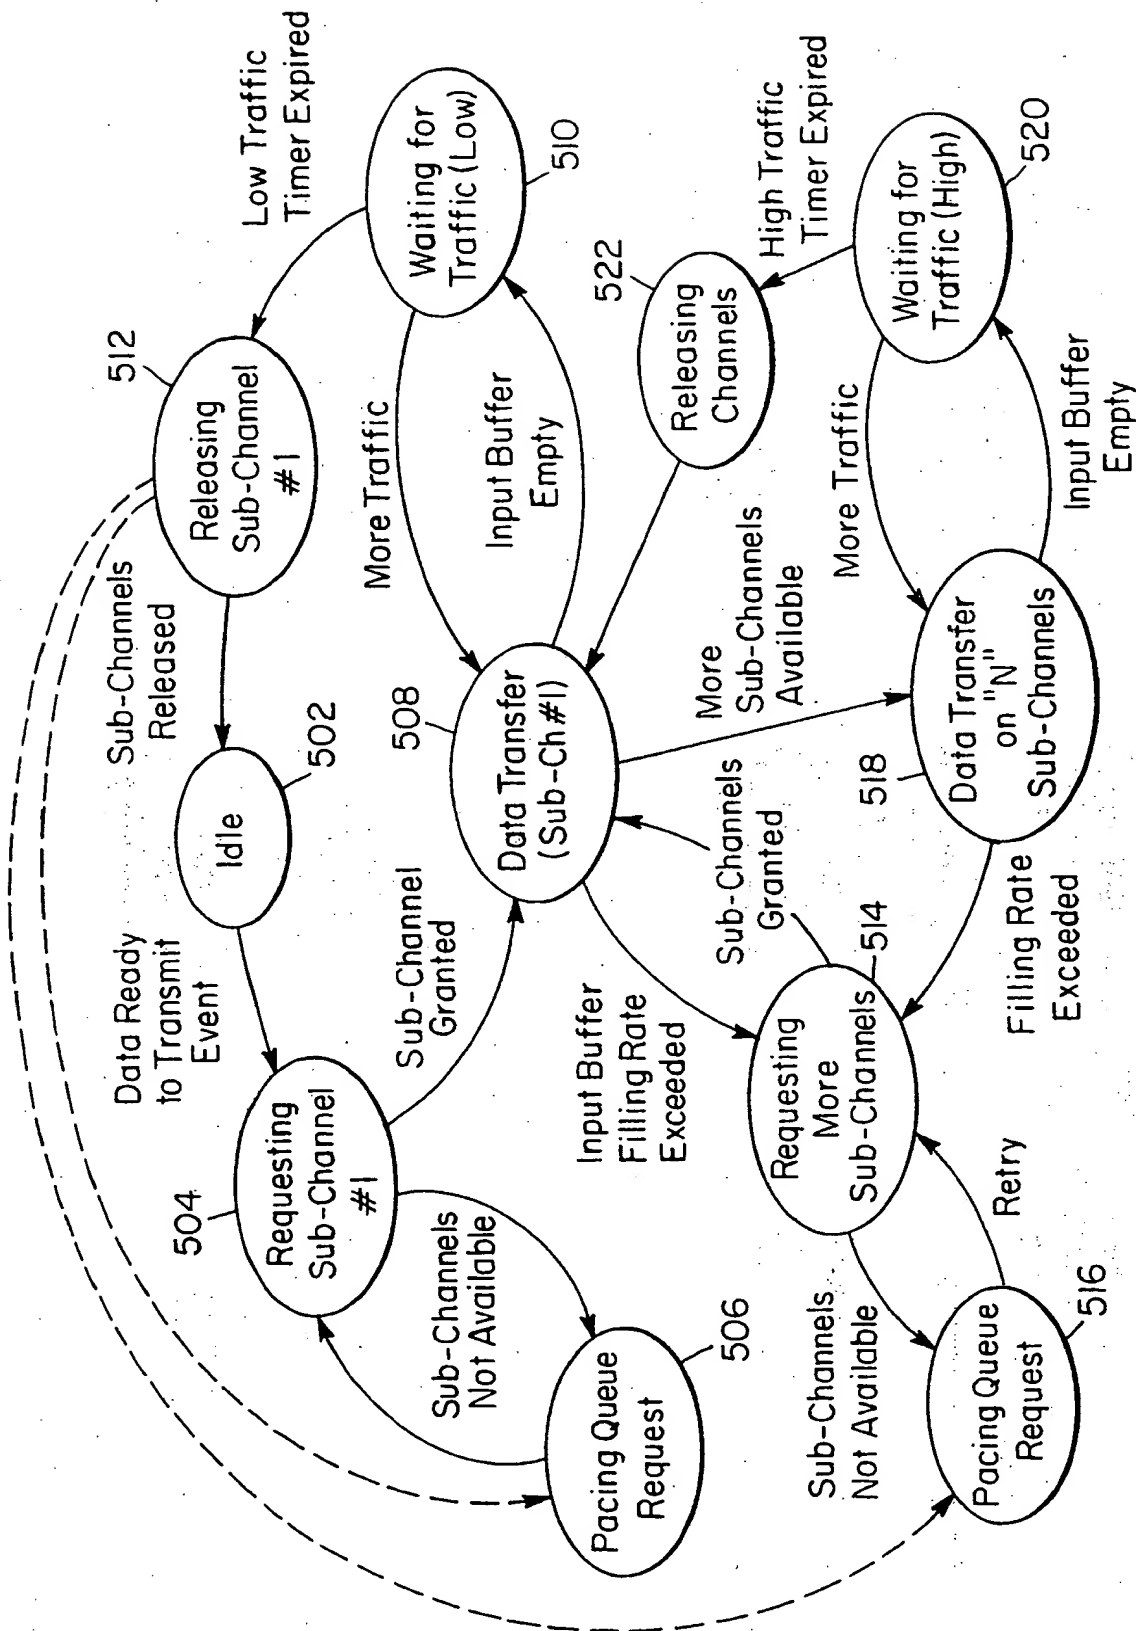 Low Traffic
Timer Expired
512
Releasing
Sub-Channel
#1
Waiting for
Traffic (Low)
510
Sub-Channels
Released
502
Idle
Data Ready
to Transmit
Event
504
Requesting
Sub-Channel
#1
Sub-Channel
Granted
508
Data Transfer
(Sub-Ch #1)
More Traffic
Input Buffer
Empty
522
Releasing
Channels
High Traffic
Timer Expired
Waiting for
Traffic (High)
520
More Traffic
Input Buffer
Empty
More
Sub-Channels
Available
518
Data Transfer
on "N"
Sub-Channels
Sub-Channels
Granted
Input Buffer
Filling Rate
Exceeded
514
Requesting
More
Sub-Channels
Filling Rate
Exceeded
Sub-Channels
Not Available
506
Pacing Queue
Request
Sub-Channels
Not Available
Retry
516
Pacing Queue
Request